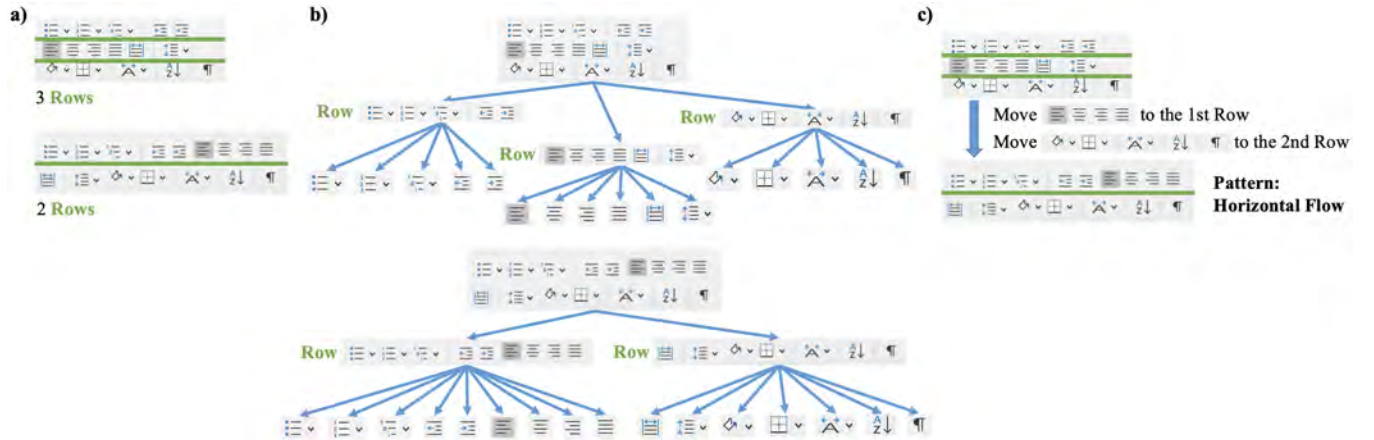 a)
3 Rows
2 Rows
b)
Row
Row
Row
Row
Row
c)
Move to the 1st Row
Move to the 2nd Row
Pattern:
Horizontal Flow